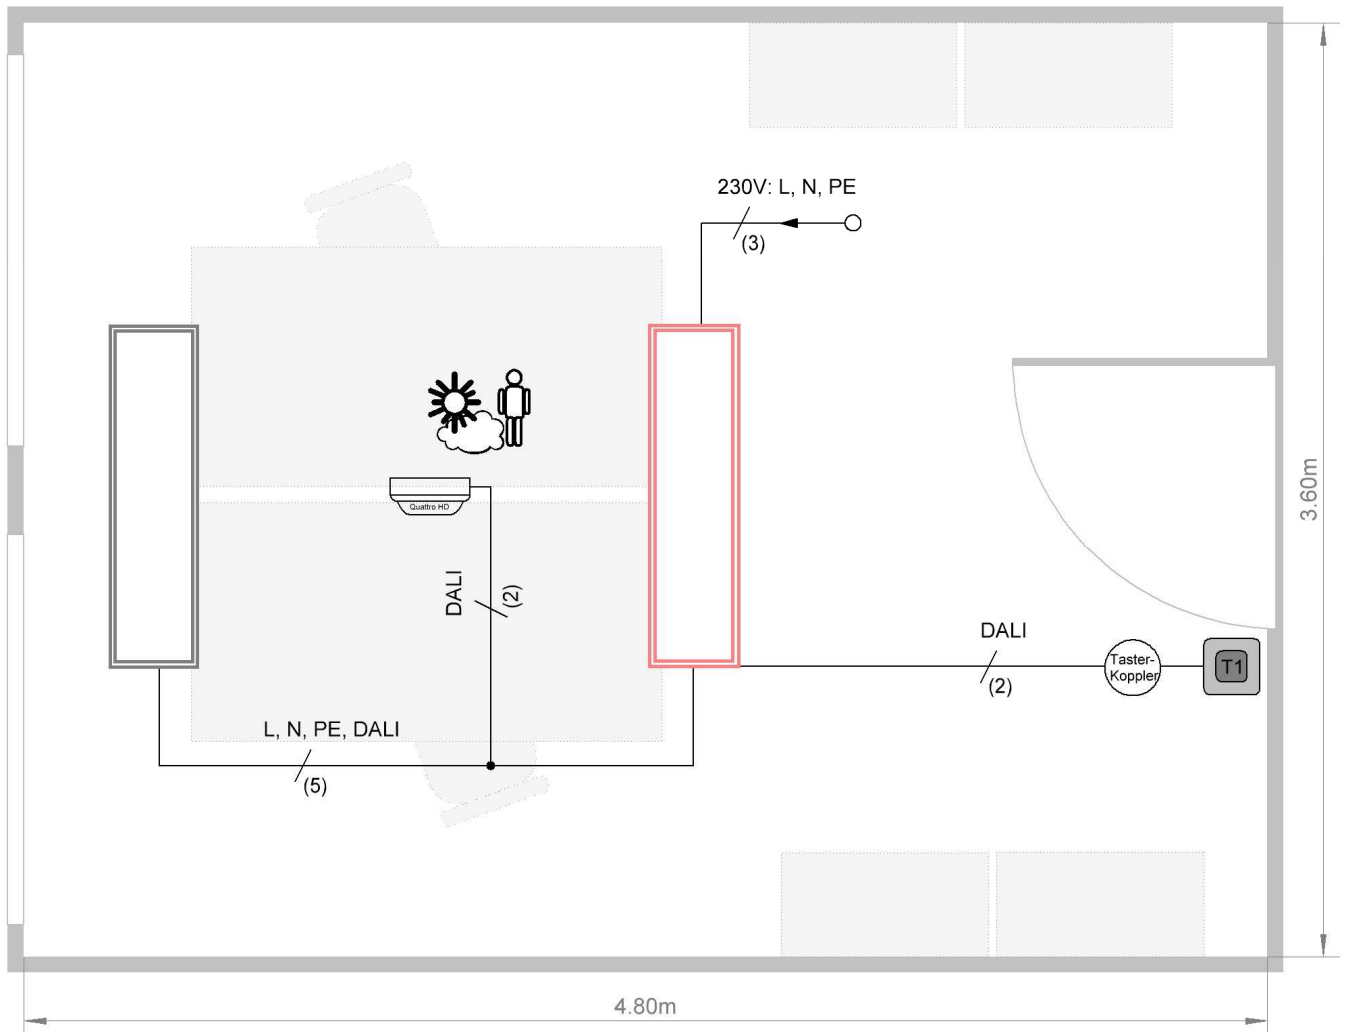 230V: L, N, PE
(3)
3.60m
Quattro HD
DALI
(2)
DALI
(2)
Taster-
Koppler
T1
L, N, PE, DALI
(5)
4.80m